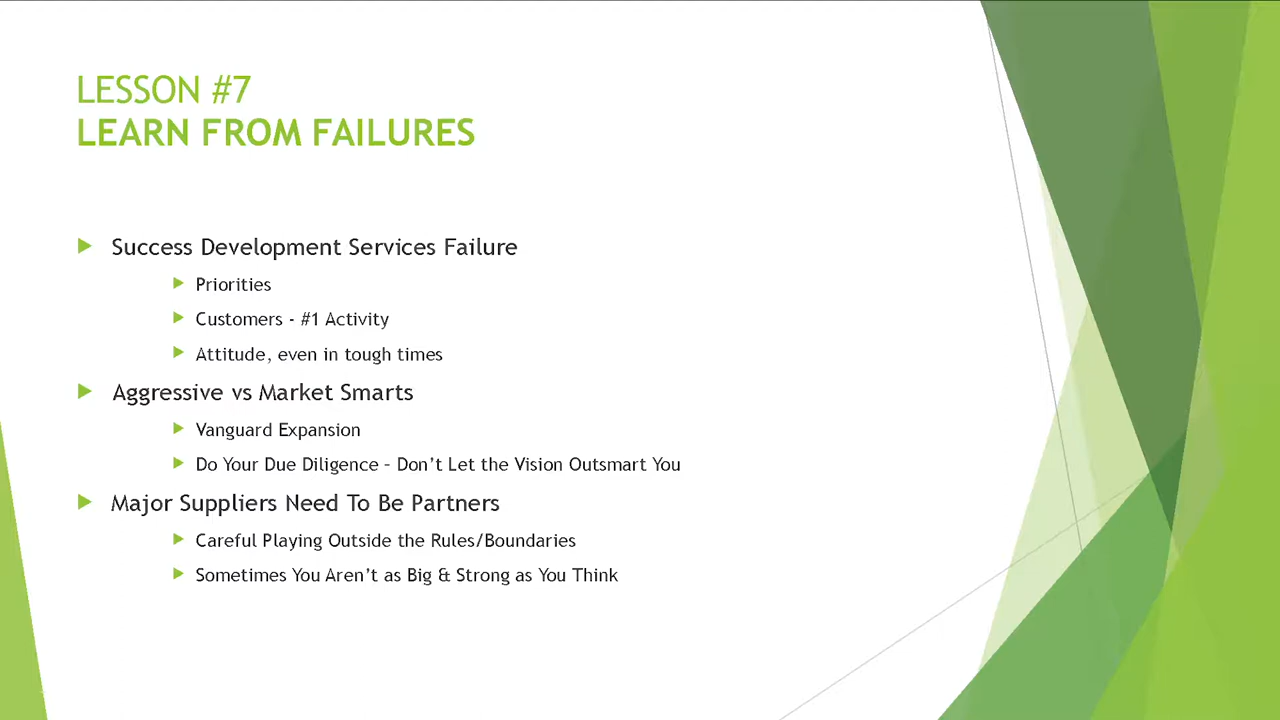 LESSON #7
LEARN FROM FAILURES
Success Development Services Failure
Priorities
Customers - #1 Activity
Attitude, even in tough times
Aggressive vs Market Smarts
Vanguard Expansion
Do Your Due Diligence – Don’t Let the Vision Outsmart You
Major Suppliers Need To Be Partners
Careful Playing Outside the Rules/Boundaries
Sometimes You Aren’t as Big & Strong as You Think